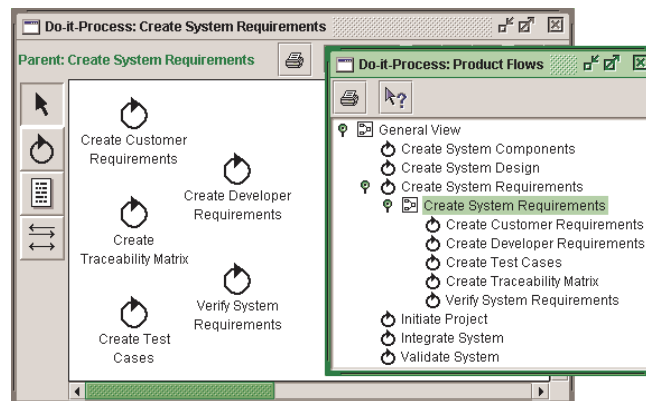 Do-it-Process: Create System Requirements
Parent: Create System Requirements
Create Customer
Requirements
Create Developer
Requirements
Create
Traceability Matrix
Verify System
Requirements
Create Test
Cases
Do-it-Process: Product Flows
?
General View
Create System Components
Create System Design
Create System Requirements
Create System Requirements
Create Customer Requirements
Create Developer Requirements
Create Test Cases
Create Traceability Matrix
Verify System Requirements
Initiate Project
Integrate System
Validate System